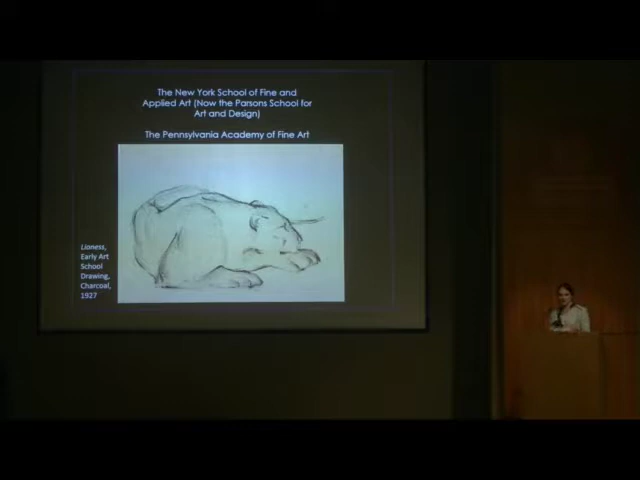 The New York School of Fine and
Applied Art (Now the Parsons School for
Art and Design)
The Pennsylvania Academy of Fine Art
Lioness,
Early Art
School
Drawing,
Charcoal,
1927